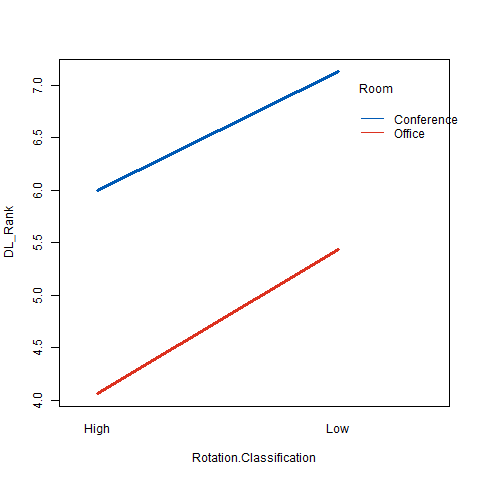 Room
Conference
Office
DL_Rank
7.0
6.5
6.0
5.5
5.0
4.5
4.0
High
Low
Rotation.Classification